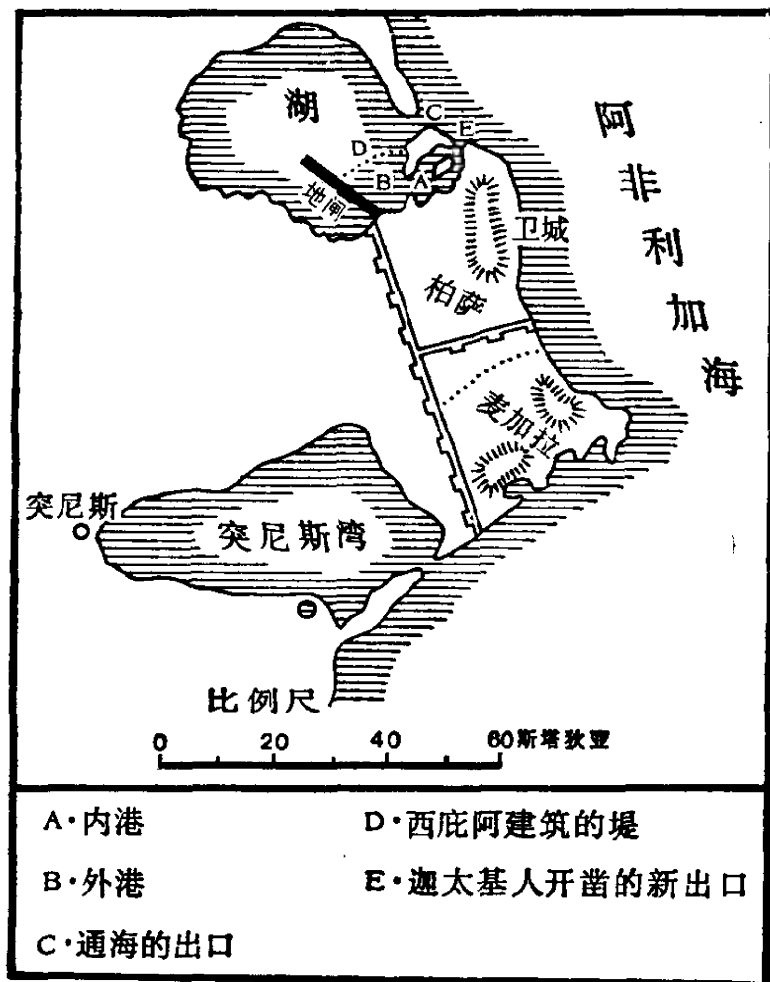 湖
C
E
D
B
A
地闸
卫城
柏萨
阿非利加海
麦加拉
突尼斯
突尼斯湾
比例尺
0 20 40 60斯塔狄亚
A·内港
D·西庇阿建筑的堤
B·外港
E·迦太基人开凿的新出口
C·通海的出口